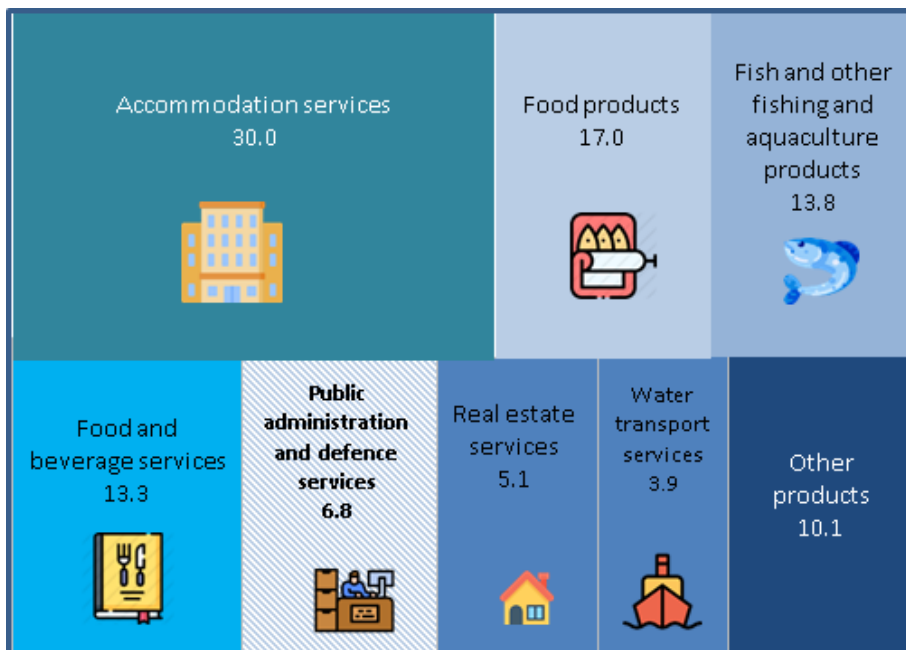 Accommodation services
30.0
Food products
17.0
Fish and other
fishing and
aquaculture
products
13.8
Food and
beverage services
13.3
Public
administration
and defence
services
6.8
Real estate
services
5.1
Water
transport
services
3.9
Other
products
10.1